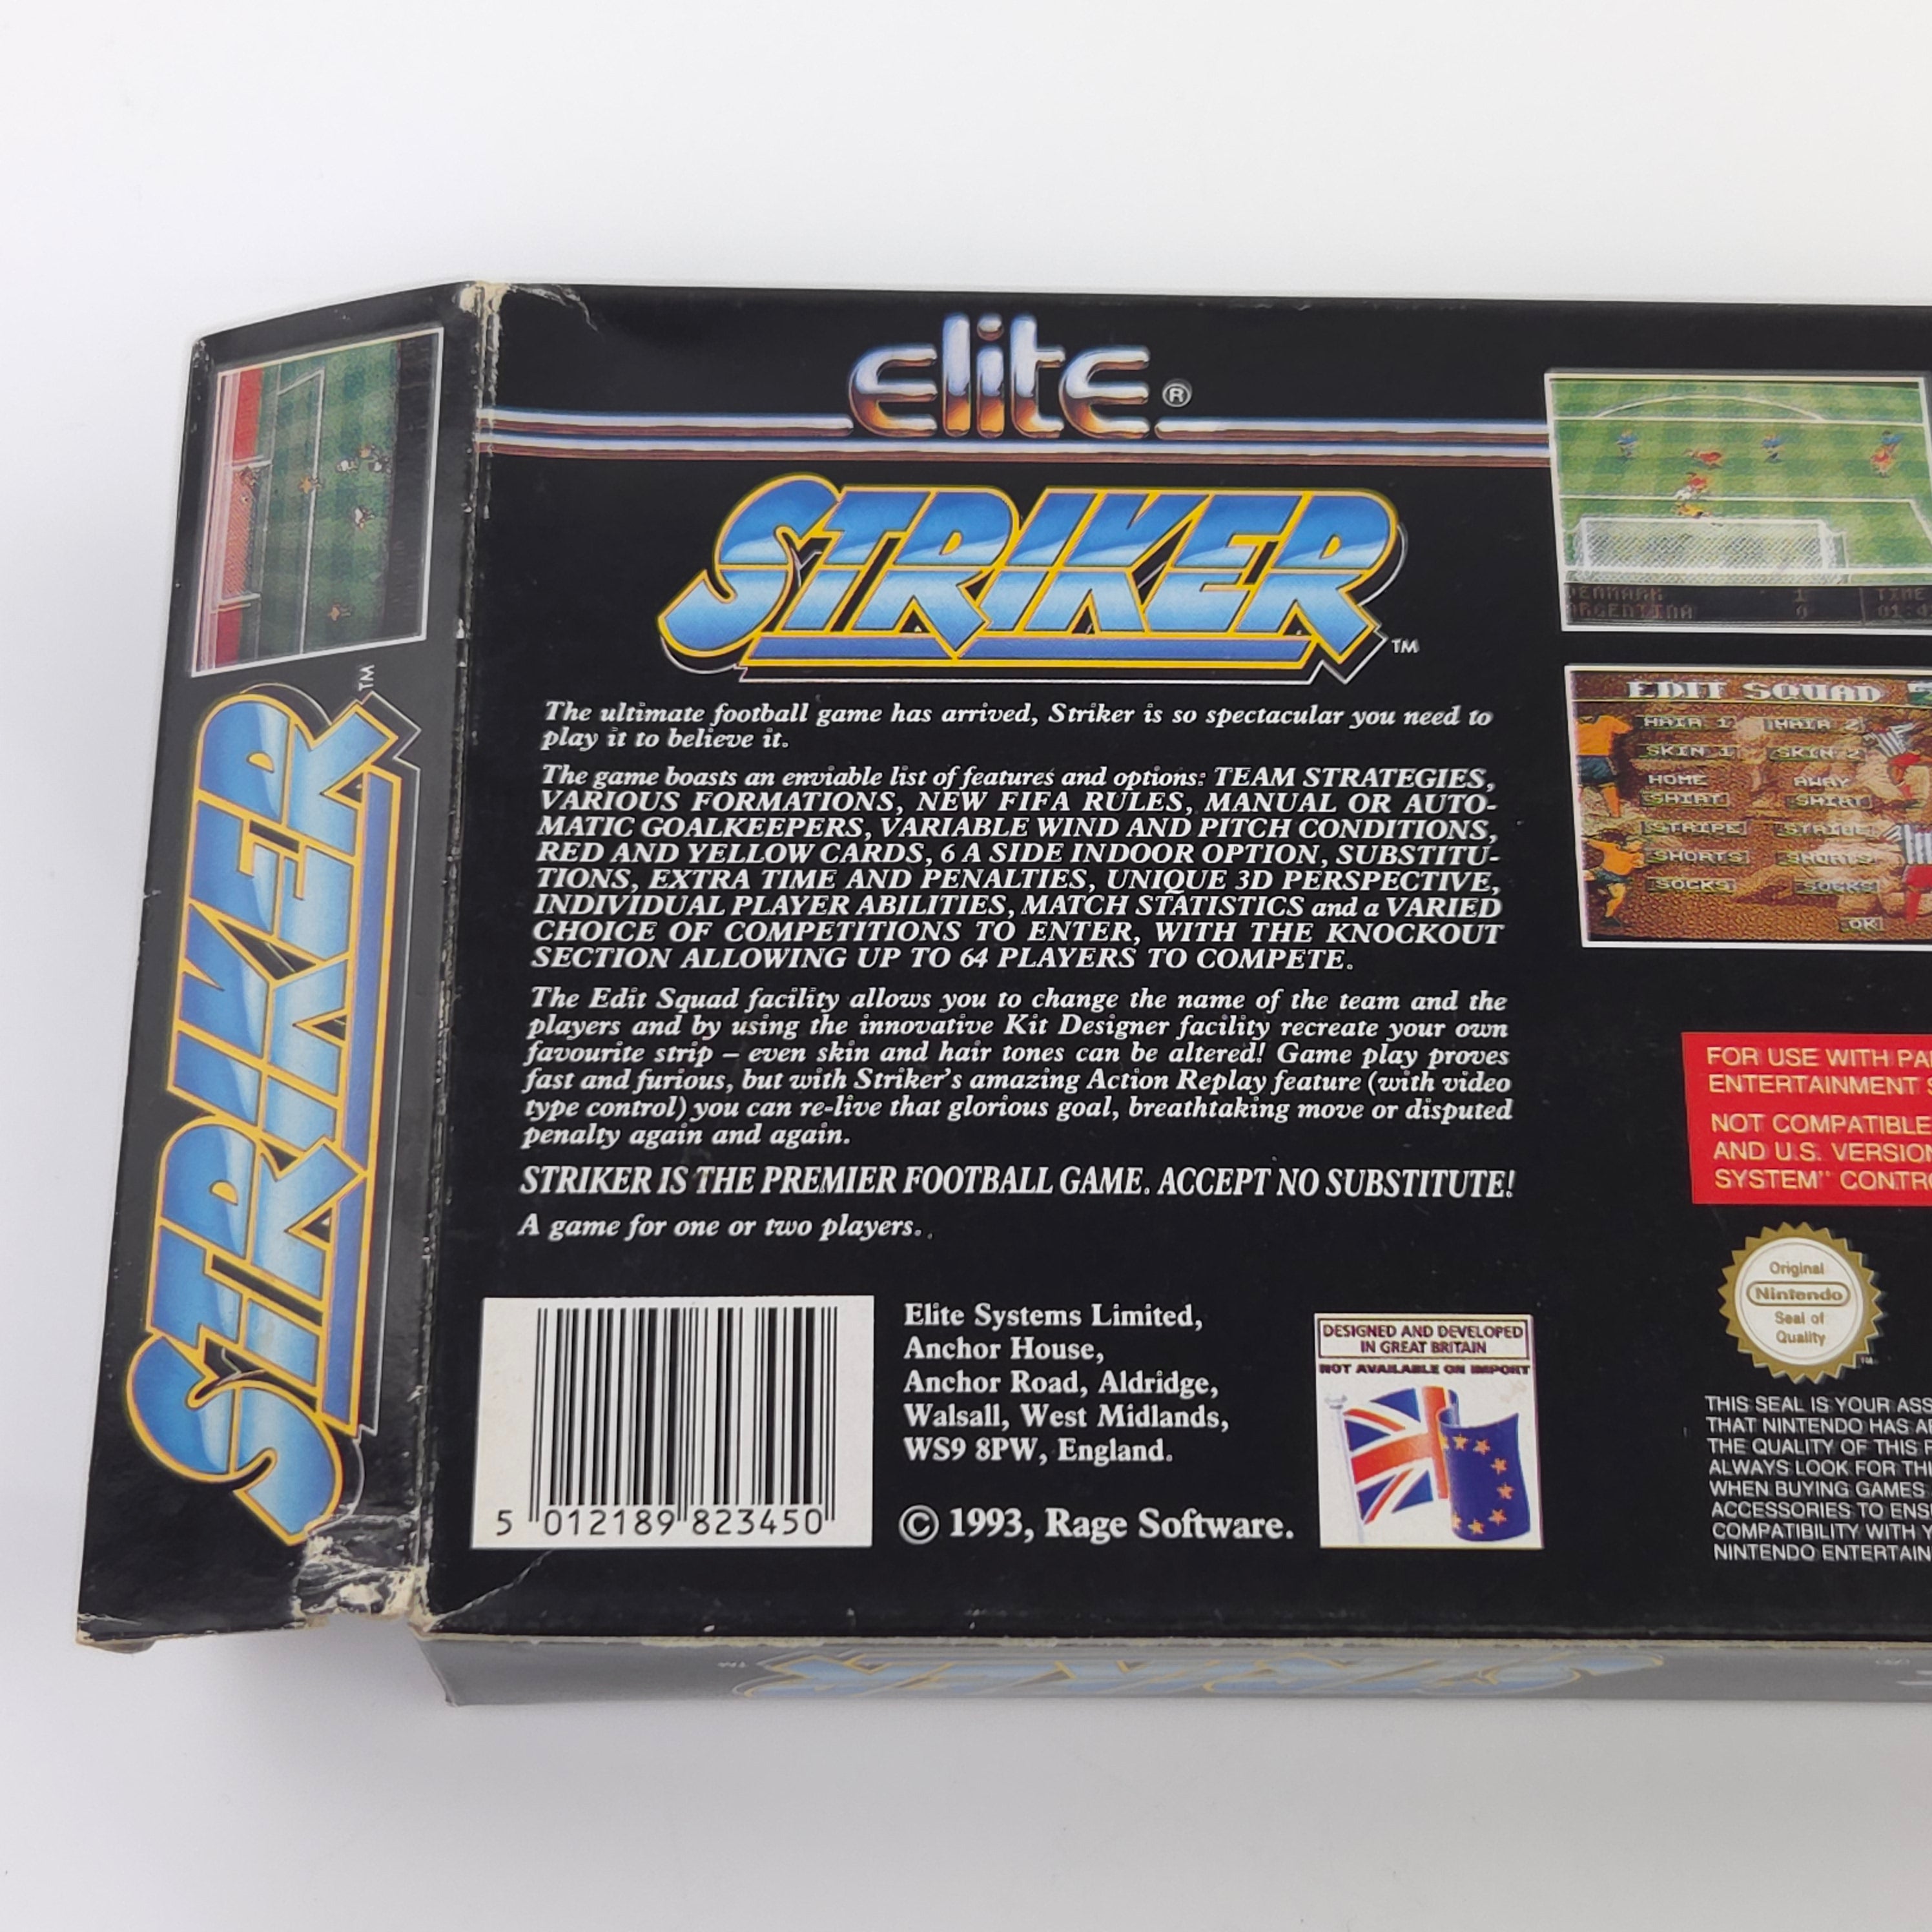 STRIKER™
elite®
STRIKER™
The ultimate football game has arrived, Striker is so spectacular you need to
play it to believe it.
The game boasts an enviable list of features and options: TEAM STRATEGIES,
VARIOUS FORMATIONS, NEW FIFA RULES, MANUAL OR AUTO-
MATIC GOALKEEPERS, VARIABLE WIND AND PITCH CONDITIONS,
RED AND YELLOW CARDS, 6 A SIDE INDOOR OPTION, SUBSTITU-
TIONS, EXTRA TIME AND PENALTIES, UNIQUE 3D PERSPECTIVE,
INDIVIDUAL PLAYER ABILITIES, MATCH STATISTICS and a VARIED
CHOICE OF COMPETITIONS TO ENTER, WITH THE KNOCKOUT
SECTION ALLOWING UP TO 64 PLAYERS TO COMPETE.
The Edit Squad facility allows you to change the name of the team and the
players and by using the innovative Kit Designer facility recreate your own
favourite strip – even skin and hair tones can be altered! Game play proves
fast and furious, but with Striker's amazing Action Replay feature (with video
type control) you can re-live that glorious goal, breathtaking move or disputed
penalty again and again.
STRIKER IS THE PREMIER FOOTBALL GAME. ACCEPT NO SUBSTITUTE!
A game for one or two players.
5 012189 823450
Elite Systems Limited,
Anchor House,
Anchor Road, Aldridge,
Walsall, West Midlands,
WS9 8PW, England.
© 1993, Rage Software.
DESIGNED AND DEVELOPED
IN GREAT BRITAIN
NOT AVAILABLE ON IMPORT
DENMARK 1 TIME
ARGENTINA 0 01:
EDIT SQUAD
HAIR 1 HAIR 2
SKIN 1 SKIN 2
HOME AWAY
SHIRT SHIRT
STRIPE STRIPE
SHORTS SHORTS
SOCKS SOCKS
OK
FOR USE WITH PA
ENTERTAINMENT
NOT COMPATIBLE
AND U.S. VERSION
SYSTEM" CONTR
Original
Nintendo
Seal of
Quality
THIS SEAL IS YOUR ASS
THAT NINTENDO HAS A
THE QUALITY OF THIS
ALWAYS LOOK FOR THI
WHEN BUYING GAMES
ACCESSORIES TO ENS
COMPATIBILITY WITH Y
NINTENDO ENTERTAIN
STRIKER™